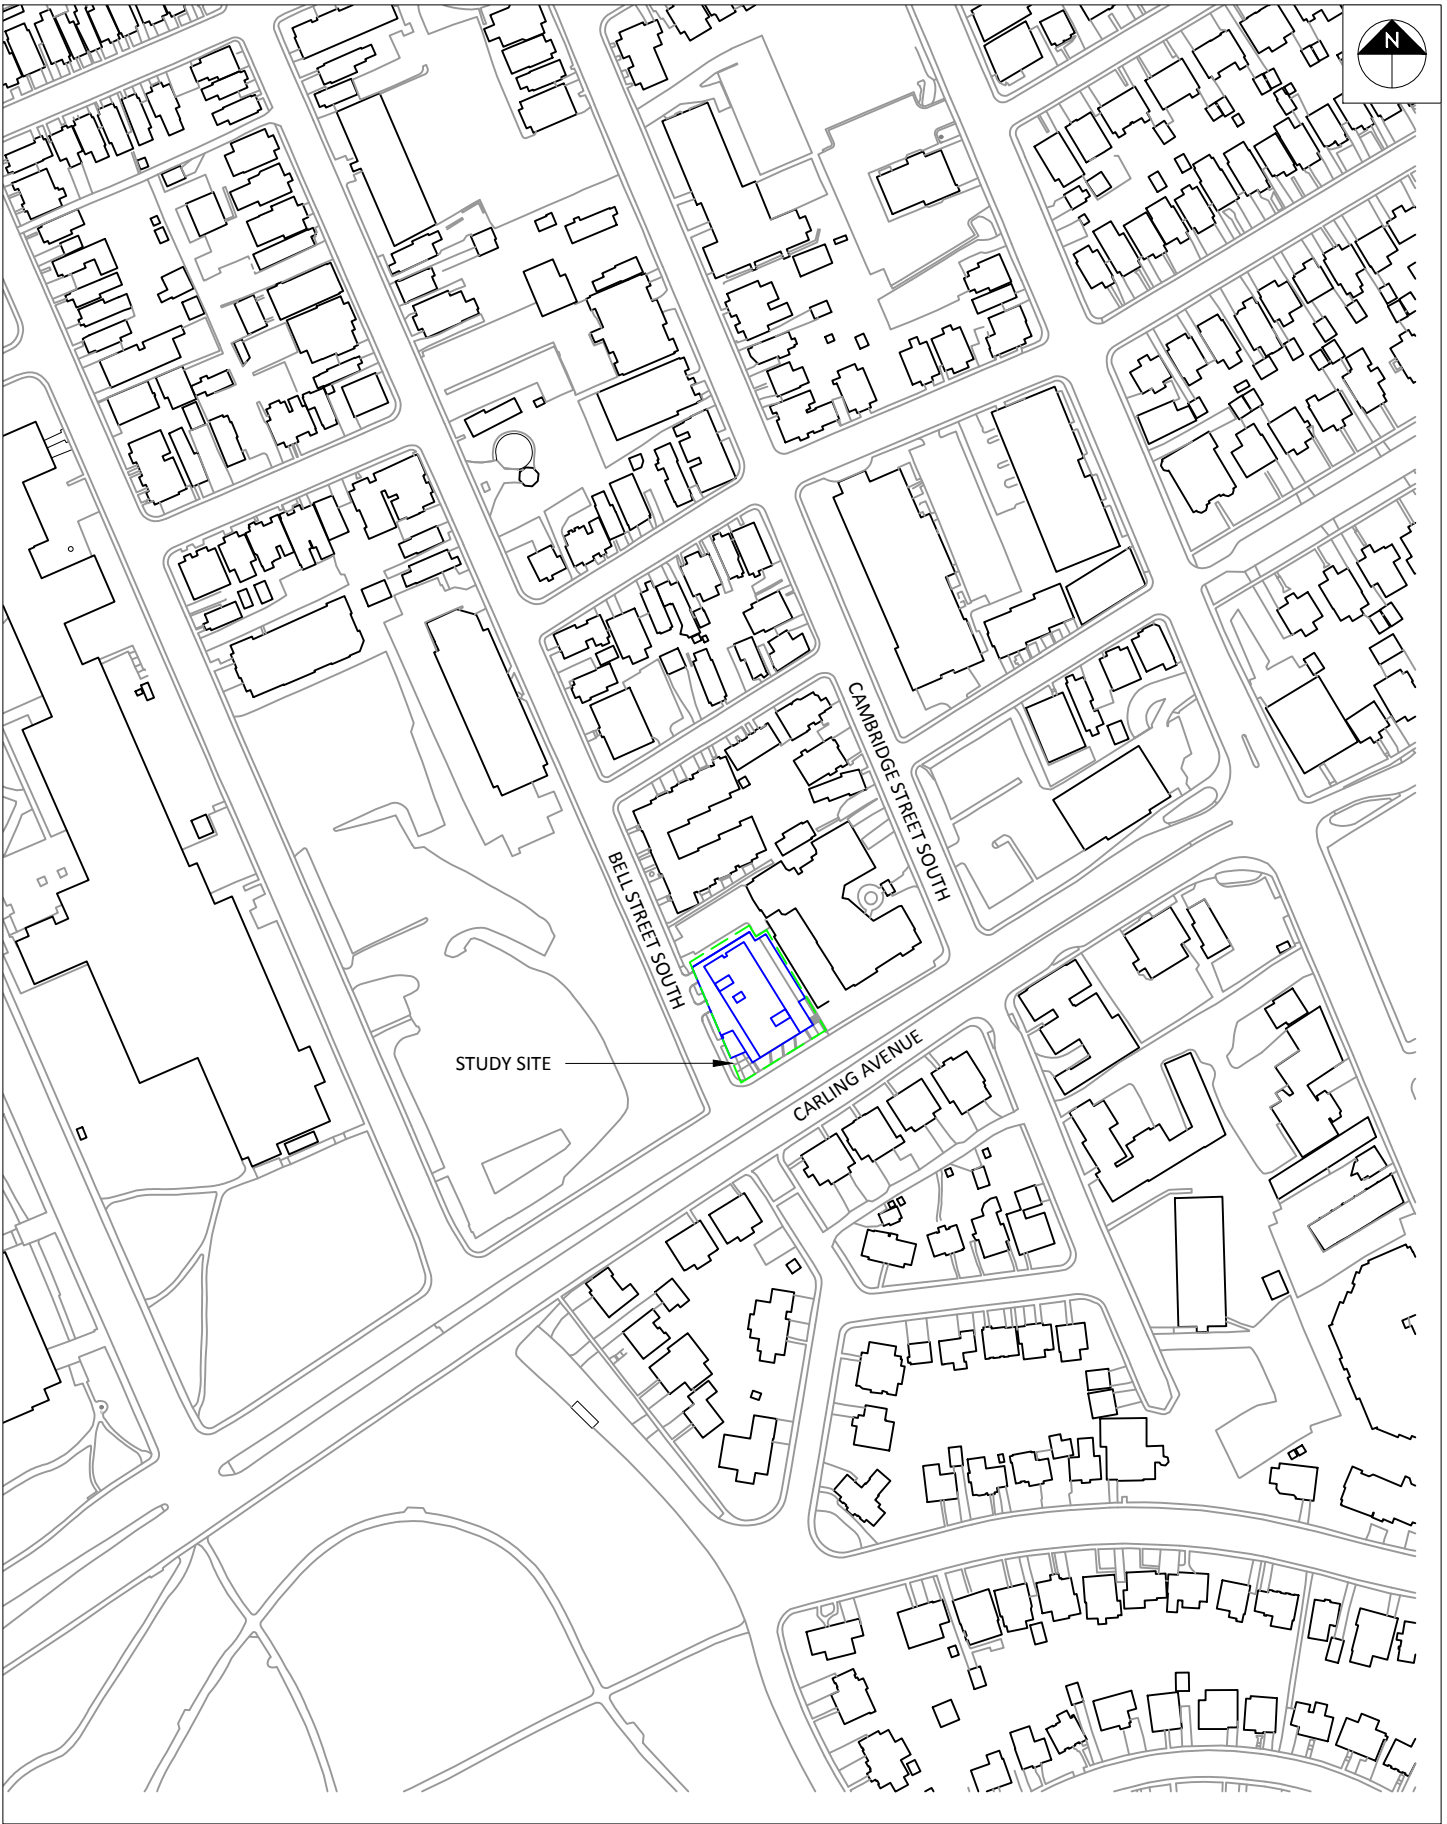 N
CAMBRIDGE STREET SOUTH
BELL STREET SOUTH
STUDY SITE
CARLING AVENUE